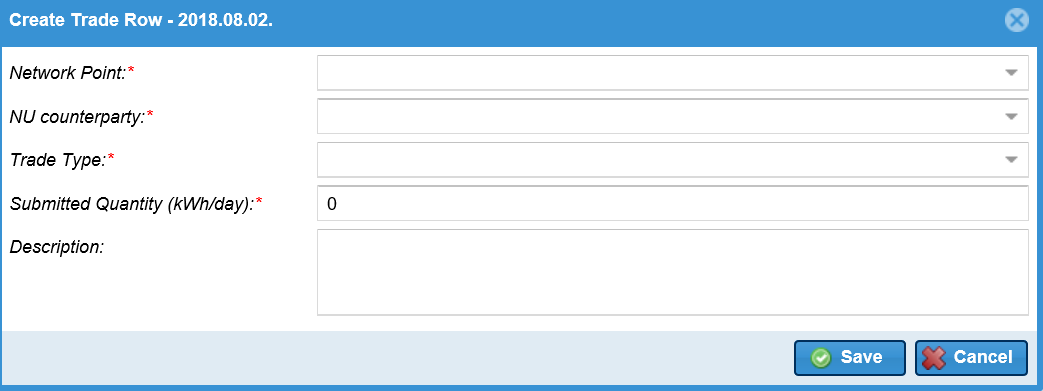 Create Trade Row - 2018.08.02.
Network Point:*
NU counterparty:*
Trade Type:*
Submitted Quantity (kWh/day):* 0
Description:
Save Cancel